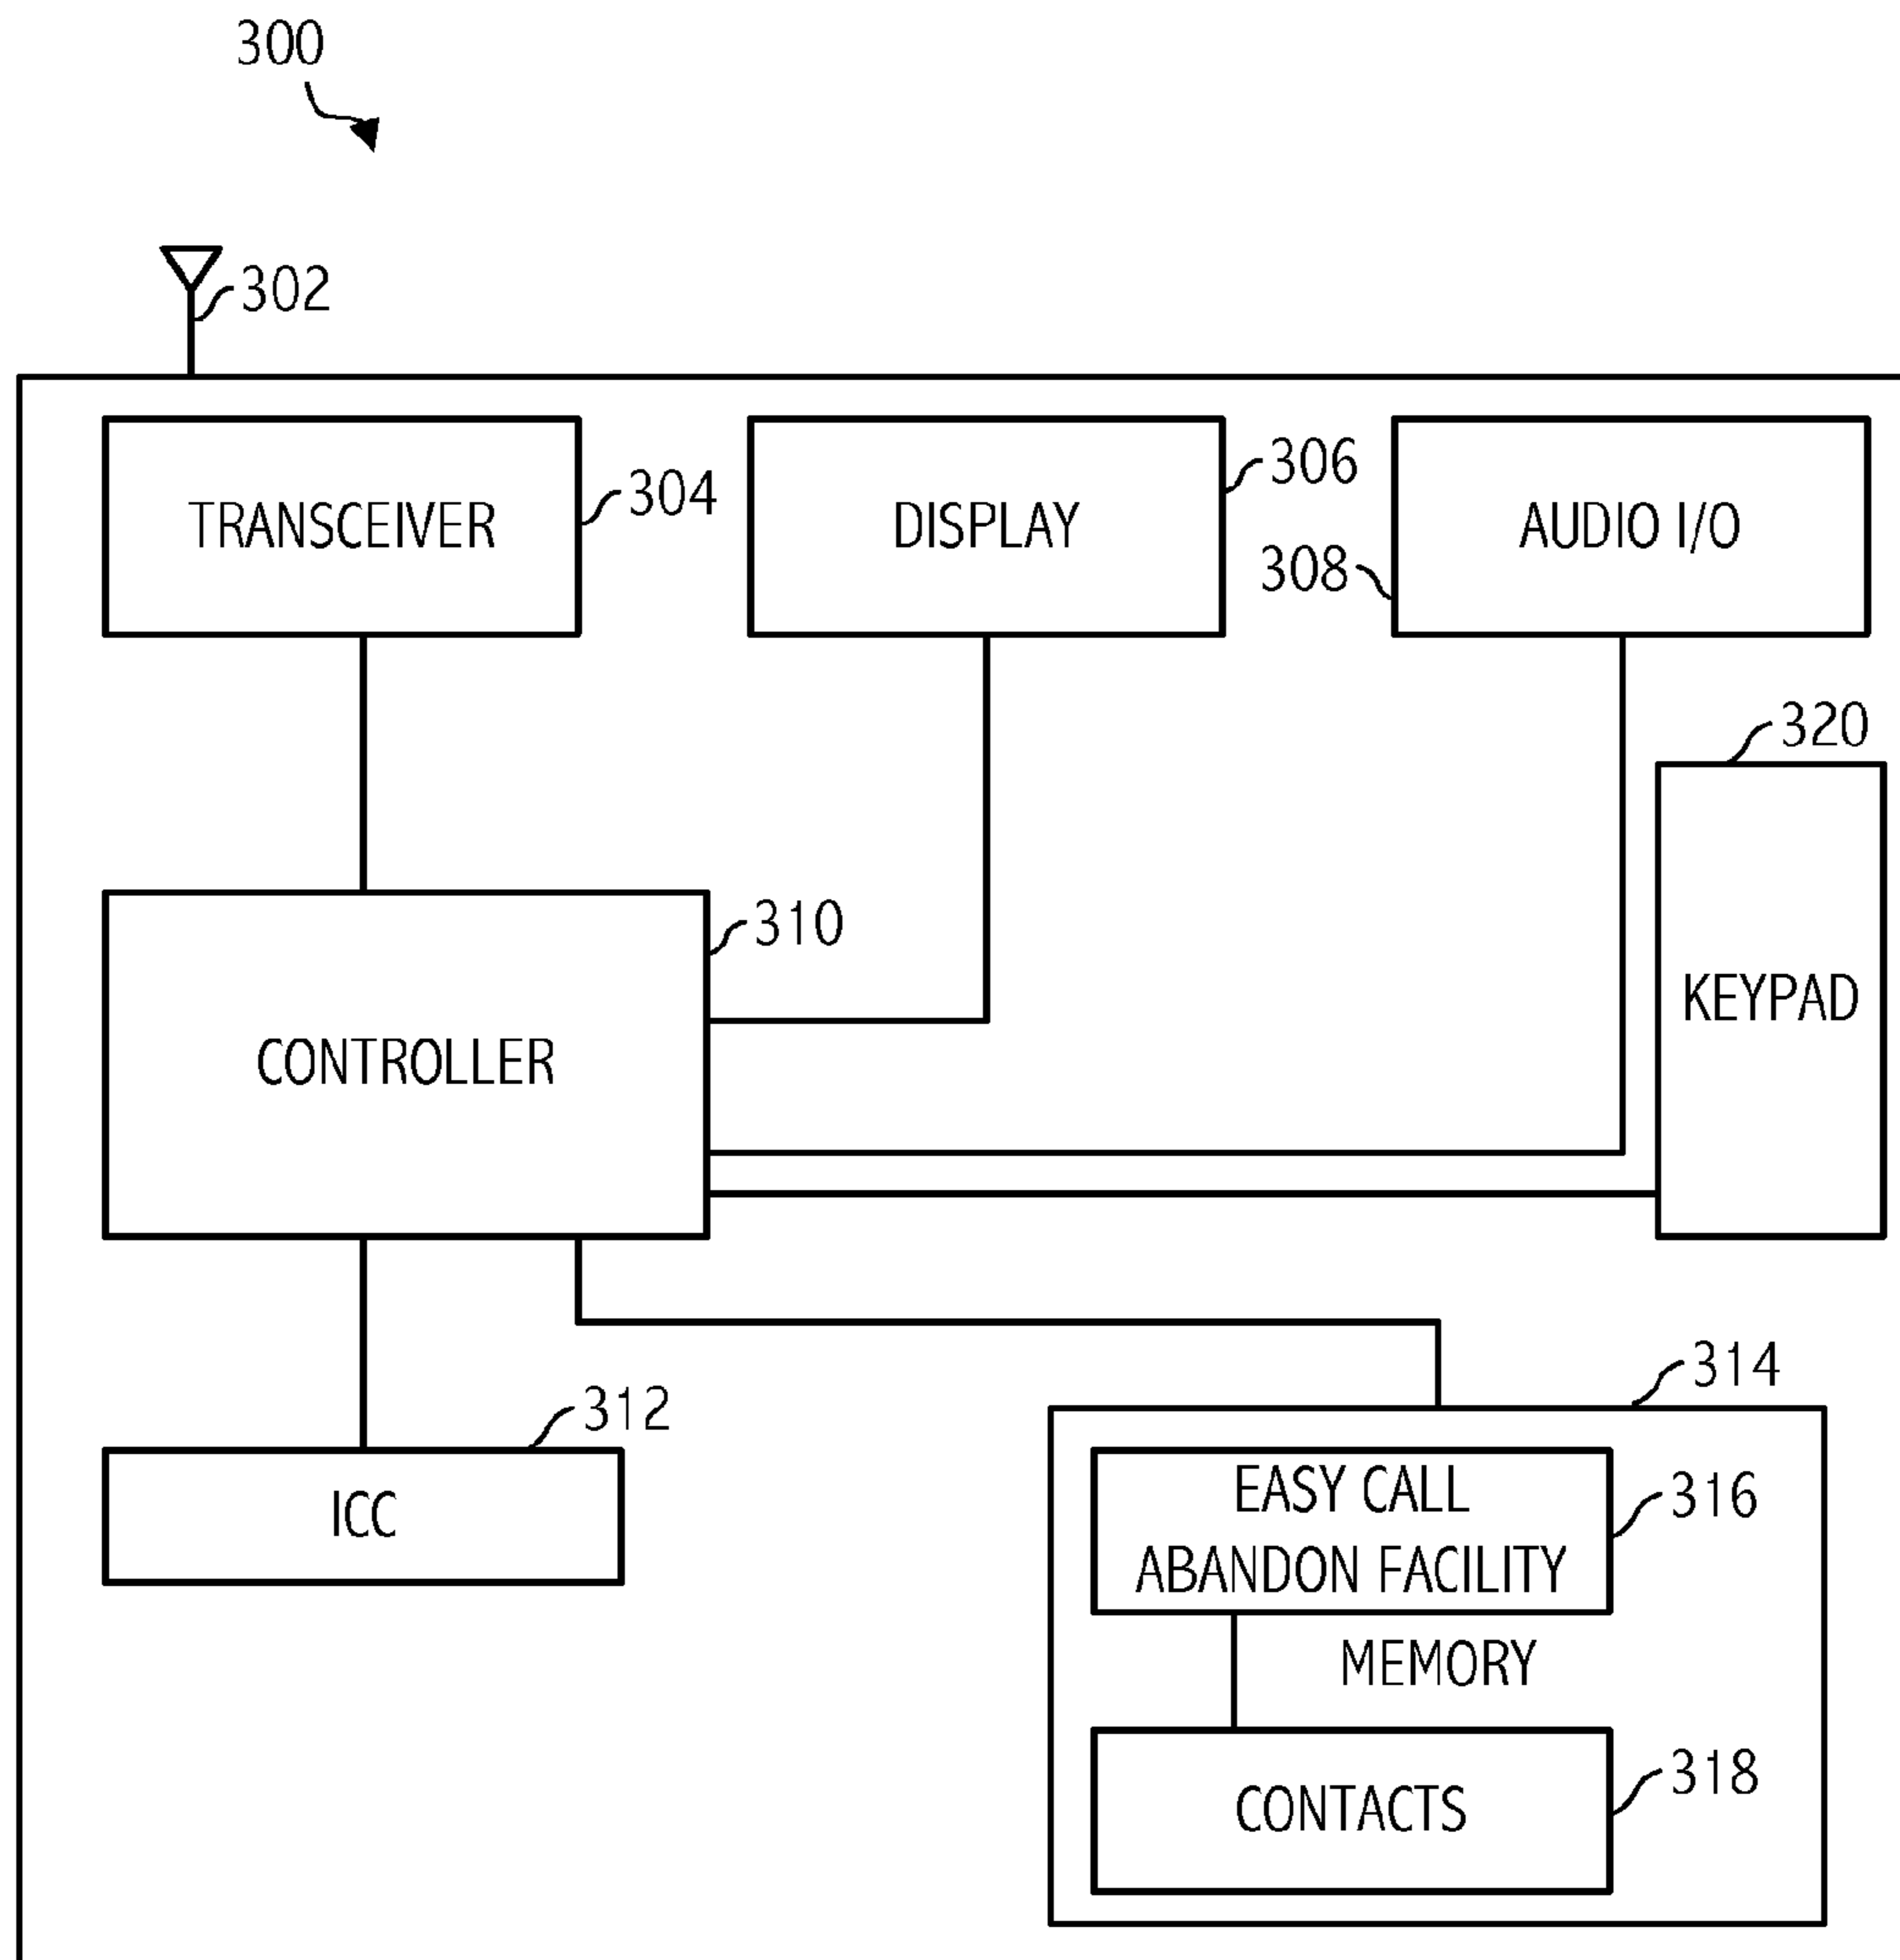 300
302
TRANSCEIVER
304
DISPLAY
306
AUDIO I/O
308
320
KEYPAD
310
CONTROLLER
312
ICC
314
EASY CALL
ABANDON FACILITY
316
MEMORY
CONTACTS
318